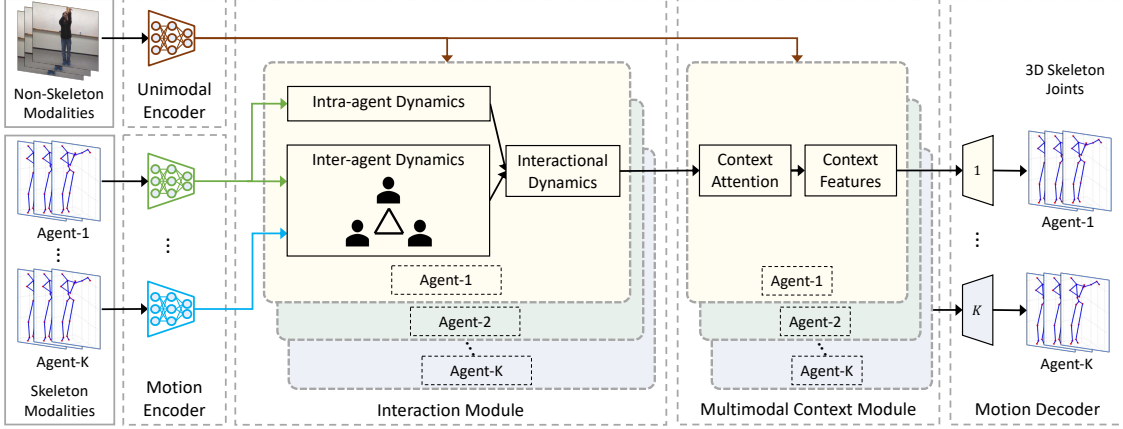 Non-Skeleton
Modalities
Agent-1
Agent-K
Skeleton
Modalities
Unimodal
Encoder
Motion
Encoder
Intra-agent Dynamics
Inter-agent Dynamics
Interactional
Dynamics
Agent-1
Agent-2
Agent-K
Interaction Module
Context
Attention
Context
Features
Agent-1
Agent-2
Agent-K
Multimodal Context Module
3D Skeleton
Joints
1
Agent-1
K
Agent-K
Motion Decoder